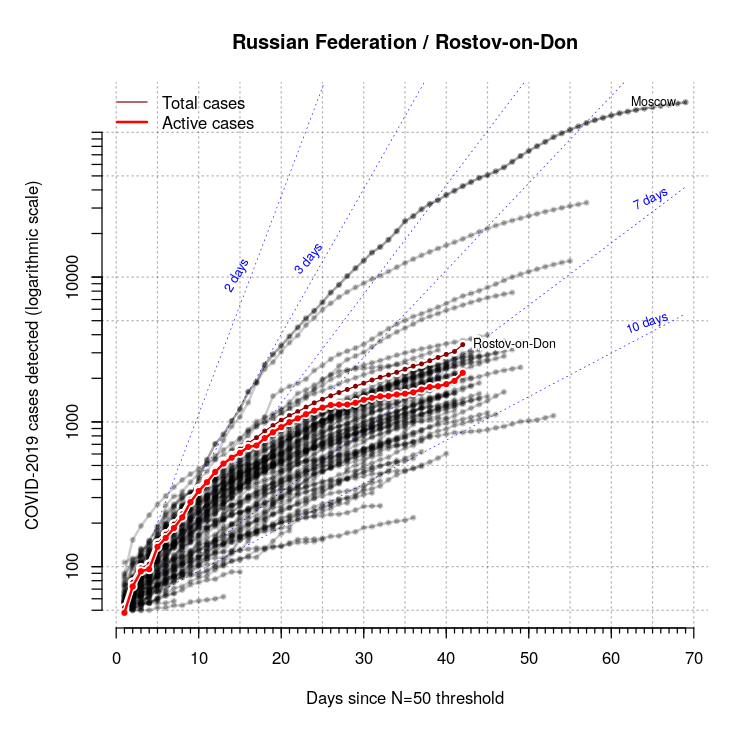 Russian Federation / Rostov-on-Don
Total cases
Active cases
Moscow
7 days
2 days
3 days
10 days
Rostov-on-Don
COVID-2019 cases detected (logarithmic scale)
10000
1000
100
0 10 20 30 40 50 60 70
Days since N=50 threshold